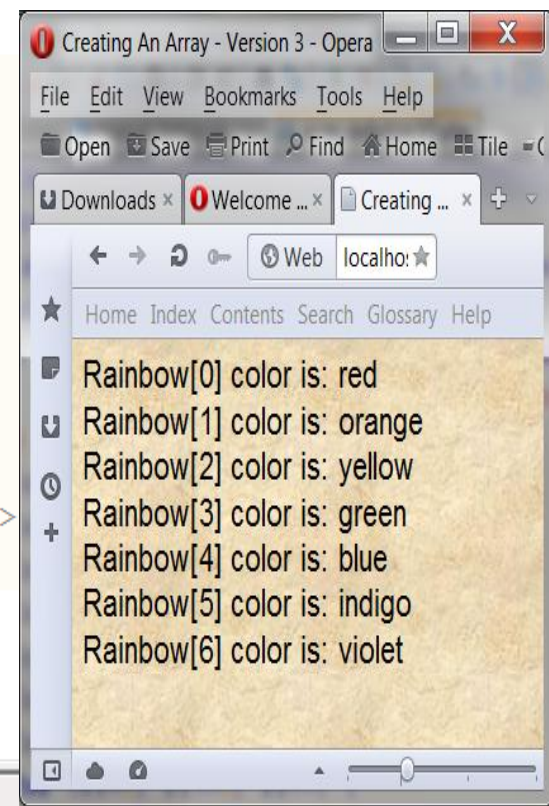 Creating An Array - Version 3 - Opera
File Edit View Bookmarks Tools Help
Open Save Print Find Home Tile
Downloads Welcome ... Creating ...
Web localho:
Home Index Contents Search Glossary Help
Rainbow[0] color is: red
Rainbow[1] color is: orange
Rainbow[2] color is: yellow
Rainbow[3] color is: green
Rainbow[4] color is: blue
Rainbow[5] color is: indigo
Rainbow[6] color is: violet
>